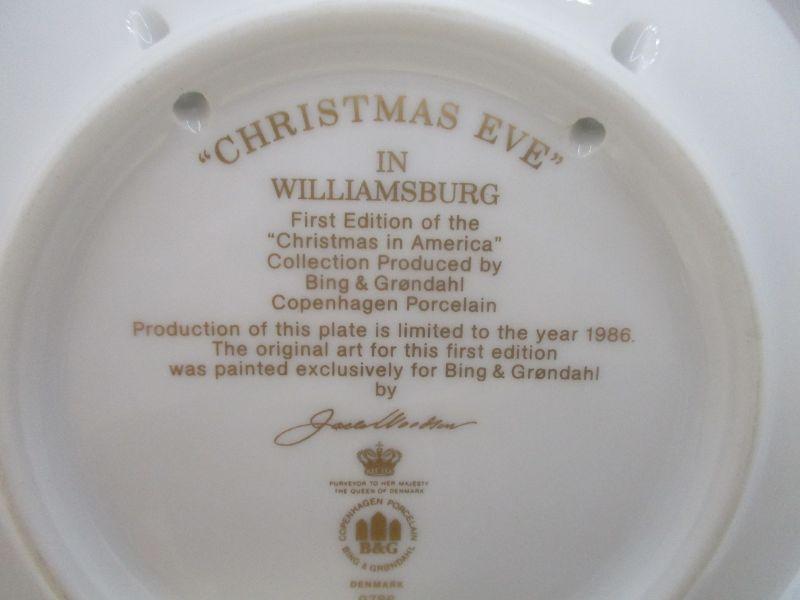 "CHRISTMAS EVE"
IN
WILLIAMSBURG
First Edition of the
"Christmas in America"
Collection Produced by
Bing & Grøndahl
Copenhagen Porcelain
Production of this plate is limited to the year 1986.
The original art for this first edition
was painted exclusively for Bing & Grøndahl
by
Jack Woodson
PURVEYOR TO HER MAJESTY
THE QUEEN OF DENMARK
COPENHAGEN PORCELAIN
B&G
BING & GRØNDAHL
DENMARK